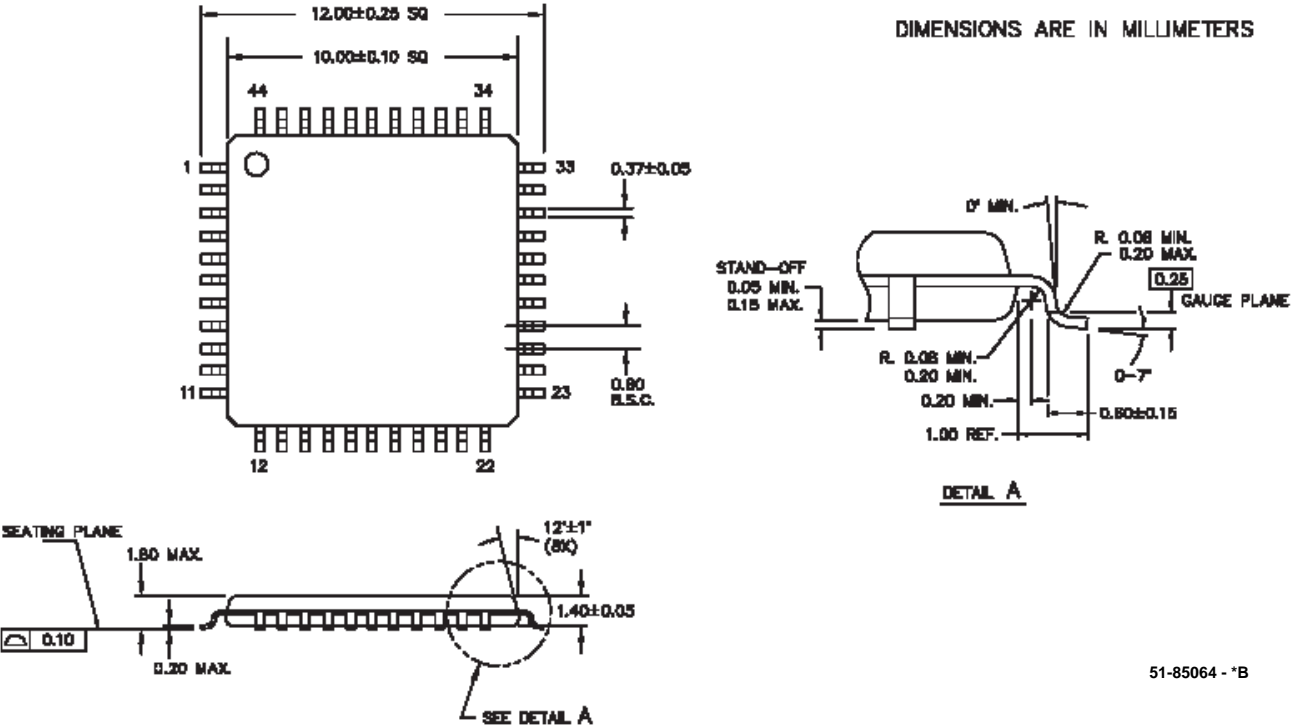 12.00±0.25 SQ
10.00±0.10 SQ
DIMENSIONS ARE IN MILLIMETERS
44
34
1
33
0.37±0.05
11
23
0.80
B.S.C.
12
22
0° MIN.
R. 0.08 MIN.
0.20 MAX.
0.25
GAUGE PLANE
STAND-OFF
0.05 MIN.
0.15 MAX.
R. 0.08 MIN.
0.20 MIN.
0-7°
0.20 MIN.
0.60±0.15
1.00 REF.
DETAIL A
SEATING PLANE
1.60 MAX.
12°±1°
(8X)
1.40±0.05
0.10
0.20 MAX.
SEE DETAIL A
51-85064 - *B